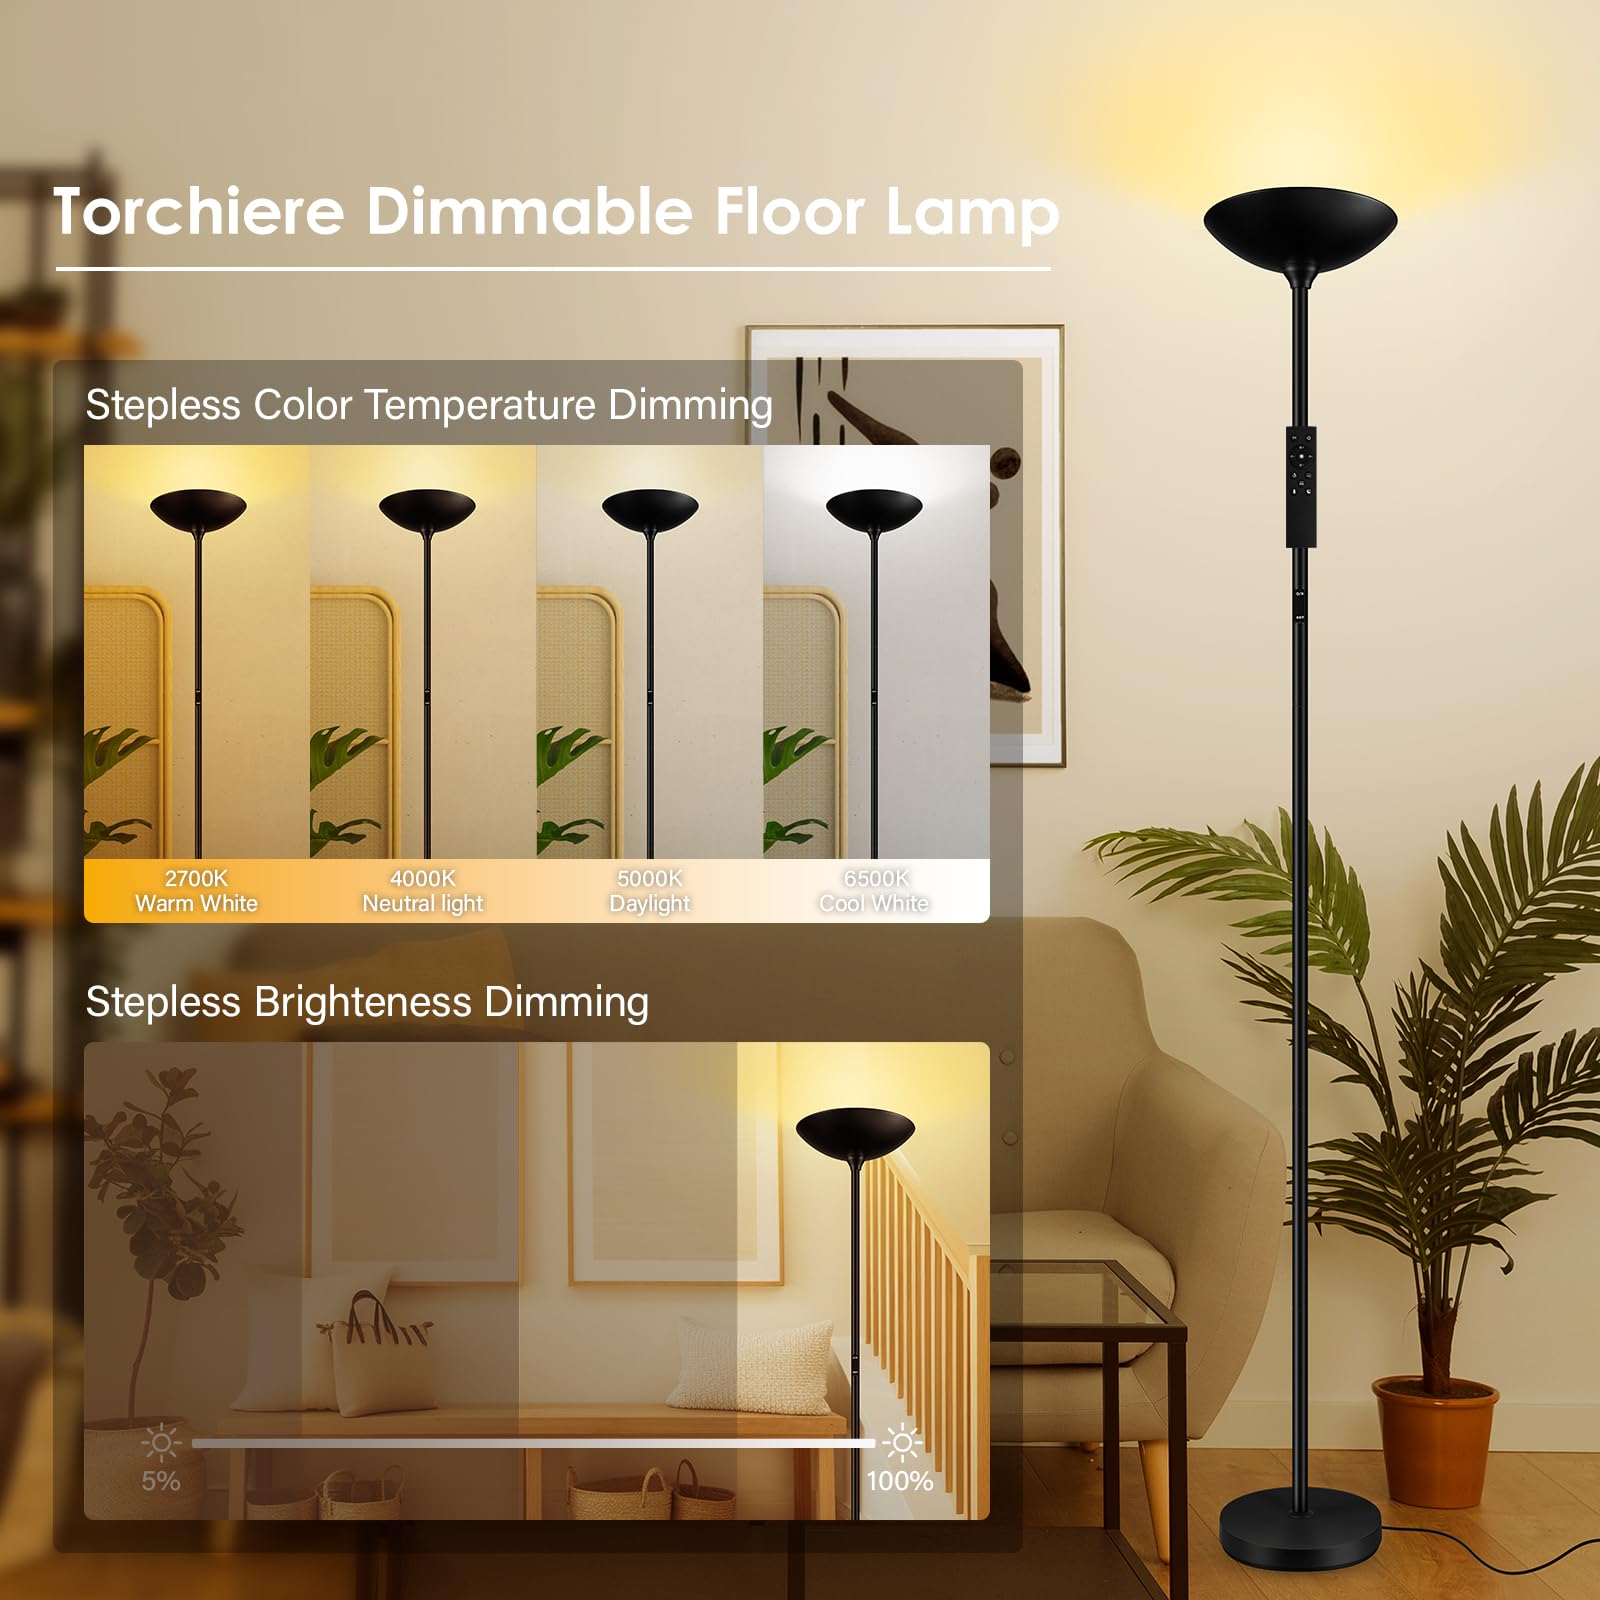 Torchiere Dimmable Floor Lamp
Stepless Color Temperature Dimming
2700K
Warm White
4000K
Neutral light
5000K
Daylight
6500K
Cool White
Stepless Brighteness Dimming
5%
100%